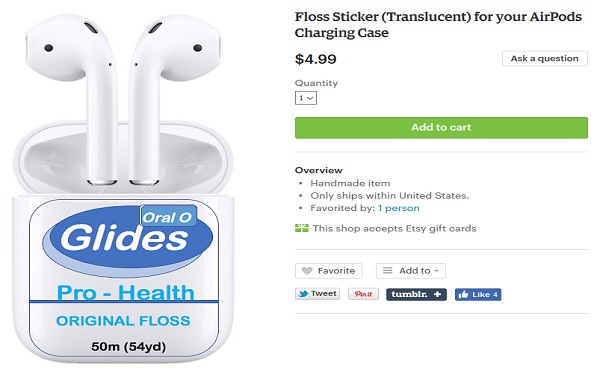 Floss Sticker (Translucent) for your AirPods
Charging Case
$4.99
Ask a question
Quantity
1
Add to cart
Overview
• Handmade item
• Only ships within United States.
• Favorited by: 1 person
This shop accepts Etsy gift cards
Favorite
Add to
Tweet
Pin it
tumblr. +
Like 4
Oral O
Glides
Pro - Health
ORIGINAL FLOSS
50m (54yd)